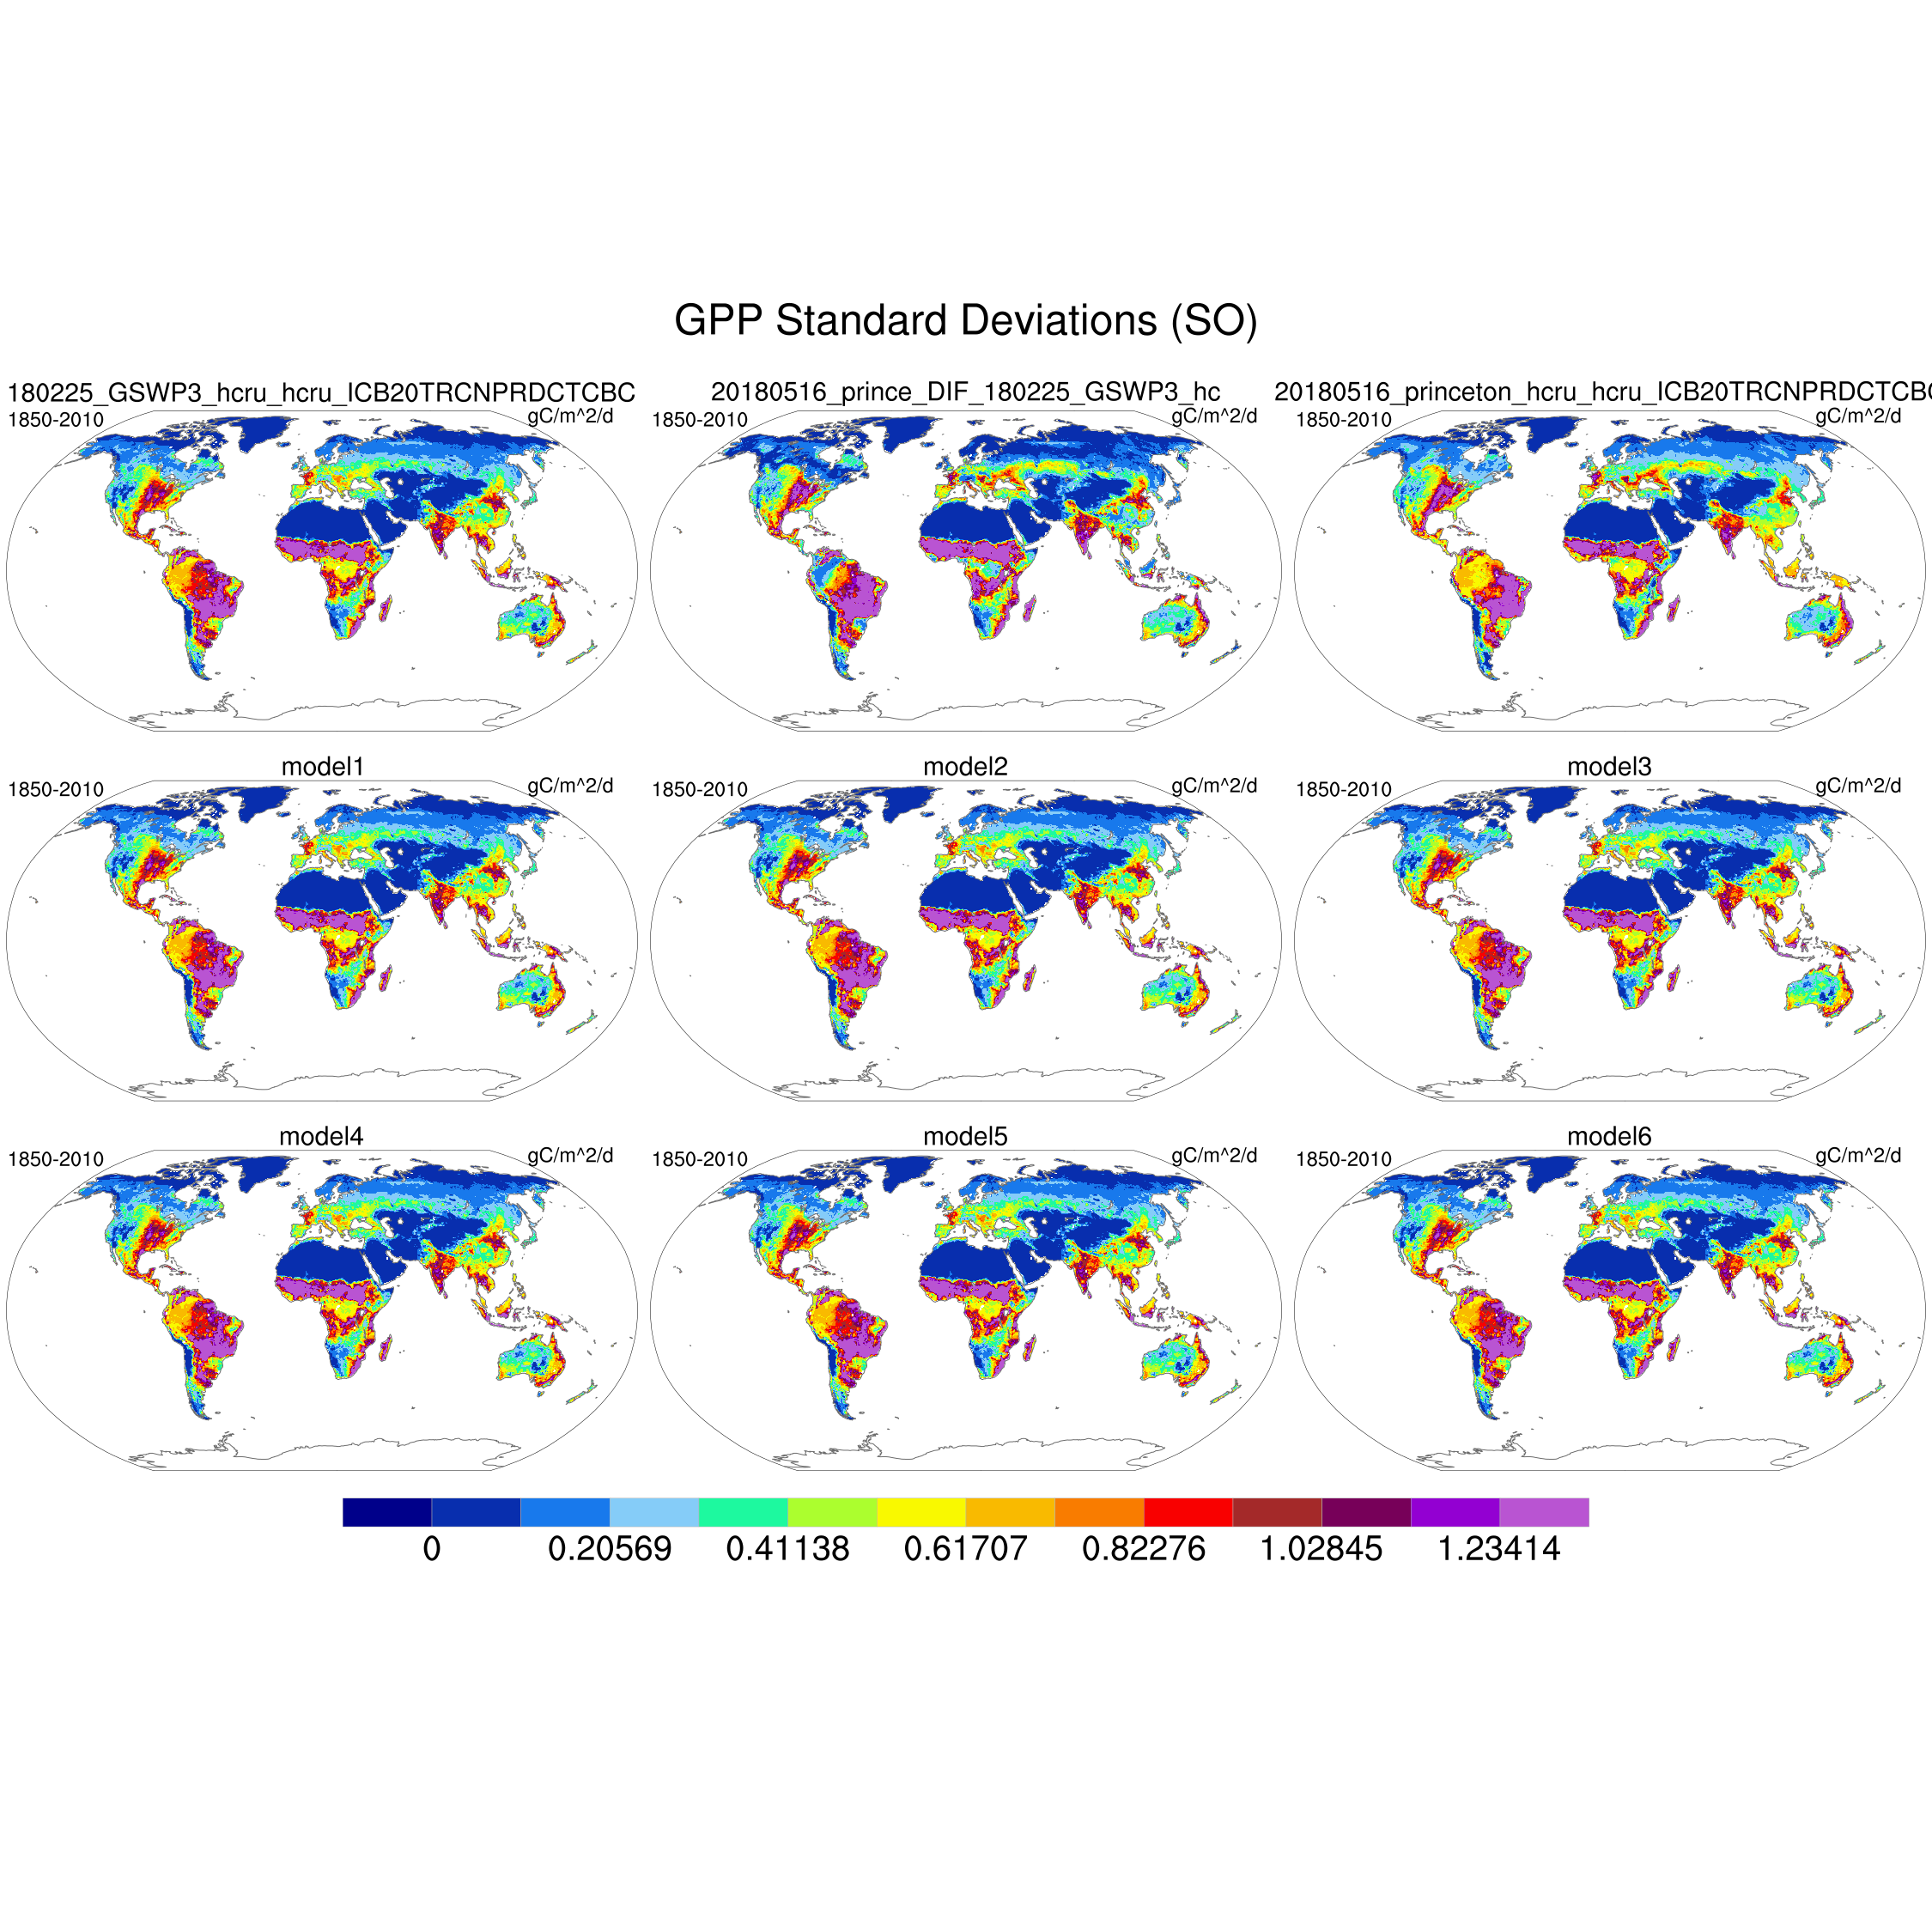 GPP Standard Deviations (SO)
180225_GSWP3_hcru_hcru_ICB20TRCNPRDCTCBC
20180516_prince_DIF_180225_GSWP3_hc
20180516_princeton_hcru_hcru_ICB20TRCNPRDCTCBC
1850-2010 gC/m^2/d
1850-2010 gC/m^2/d
1850-2010 gC/m^2/d
model1
model2
model3
1850-2010 gC/m^2/d
1850-2010 gC/m^2/d
1850-2010 gC/m^2/d
model4
model5
model6
1850-2010 gC/m^2/d
1850-2010 gC/m^2/d
1850-2010 gC/m^2/d
0 0.20569 0.41138 0.61707 0.82276 1.02845 1.23414